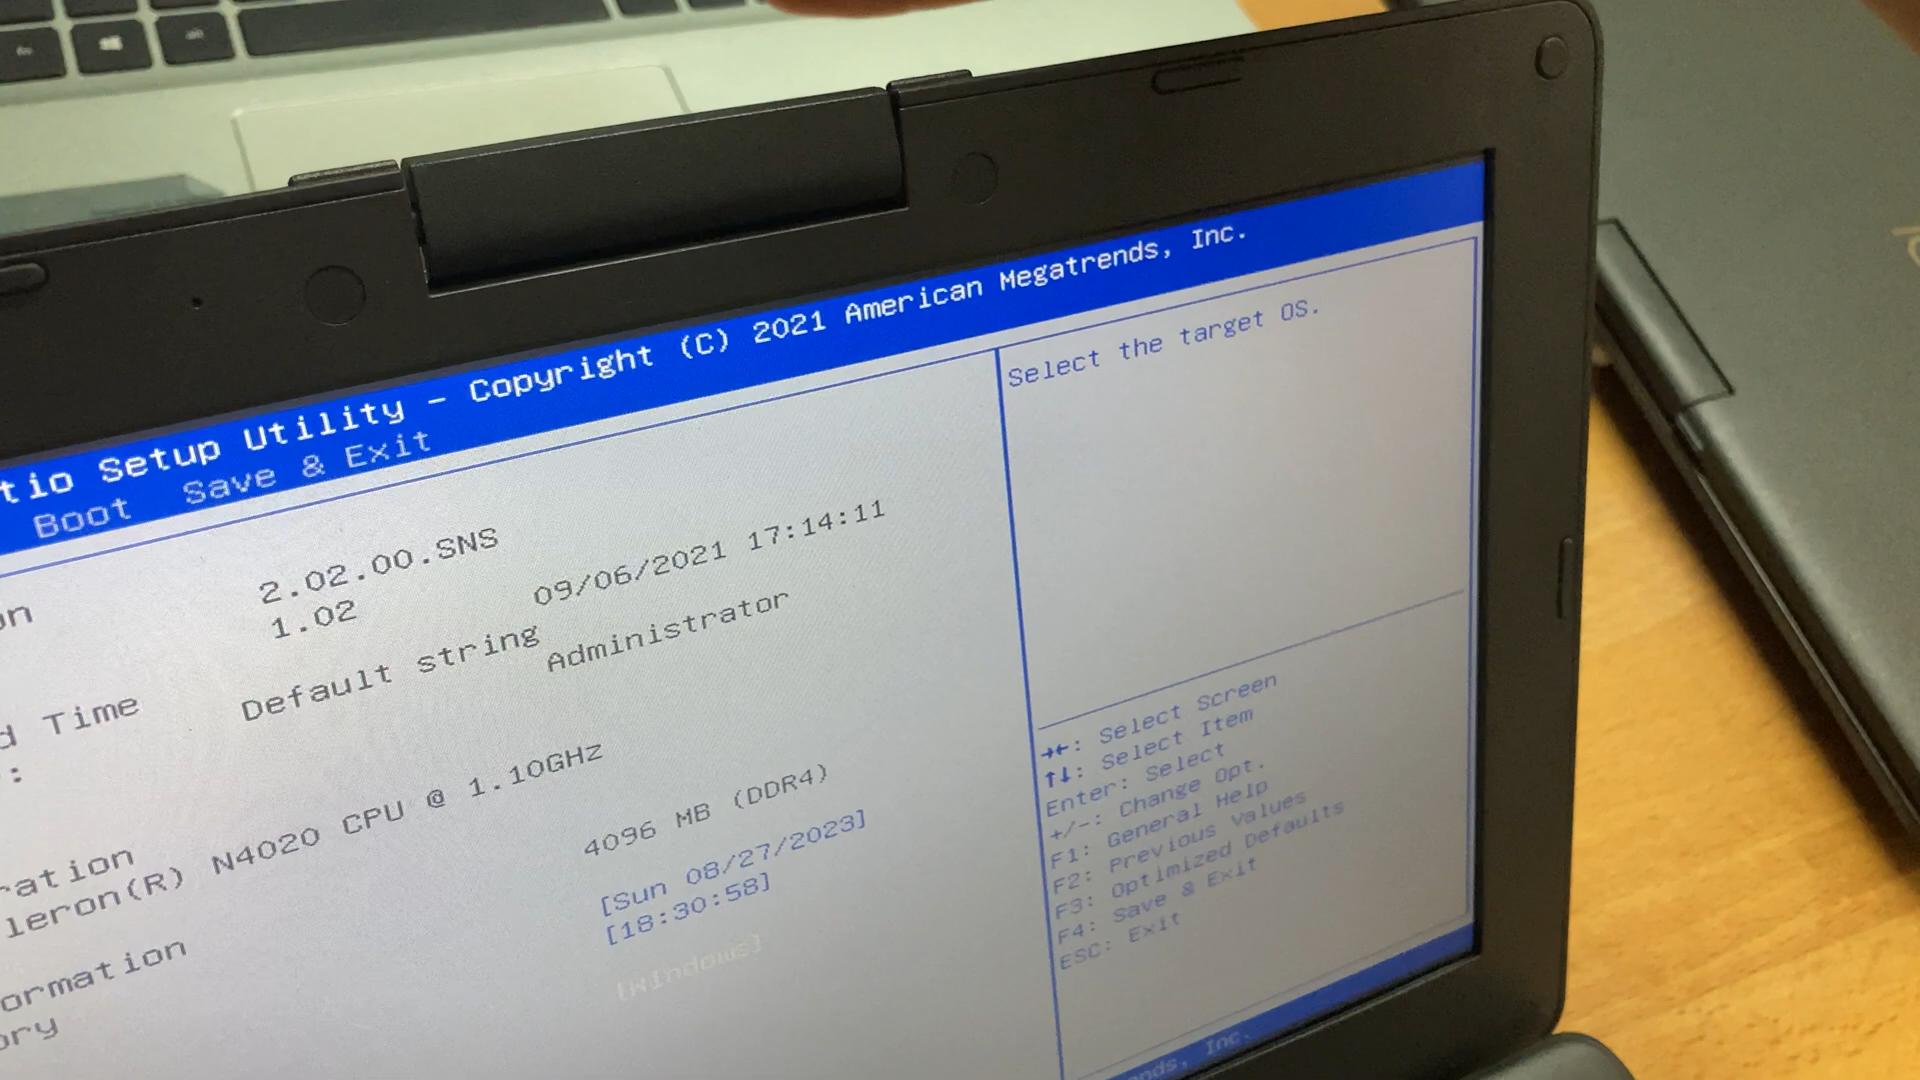 tio Setup Utility - Copyright (C) 2021 American Megatrends, Inc.
Boot Save & Exit
on 2.02.00.SNS
1.02
d Time 09/06/2021 17:14:11
: Default string
Administrator
ration
leron(R) N4020 CPU @ 1.10GHz
ormation
ory 4096 MB (DDR4)
[Sun 08/27/2023]
[18:30:58]
[Windows]
Select the target OS.
→←: Select Screen
↑↓: Select Item
Enter: Select
+/-: Change Opt.
F1: General Help
F2: Previous Values
F3: Optimized Defaults
F4: Save & Exit
ESC: Exit
ends, Inc.